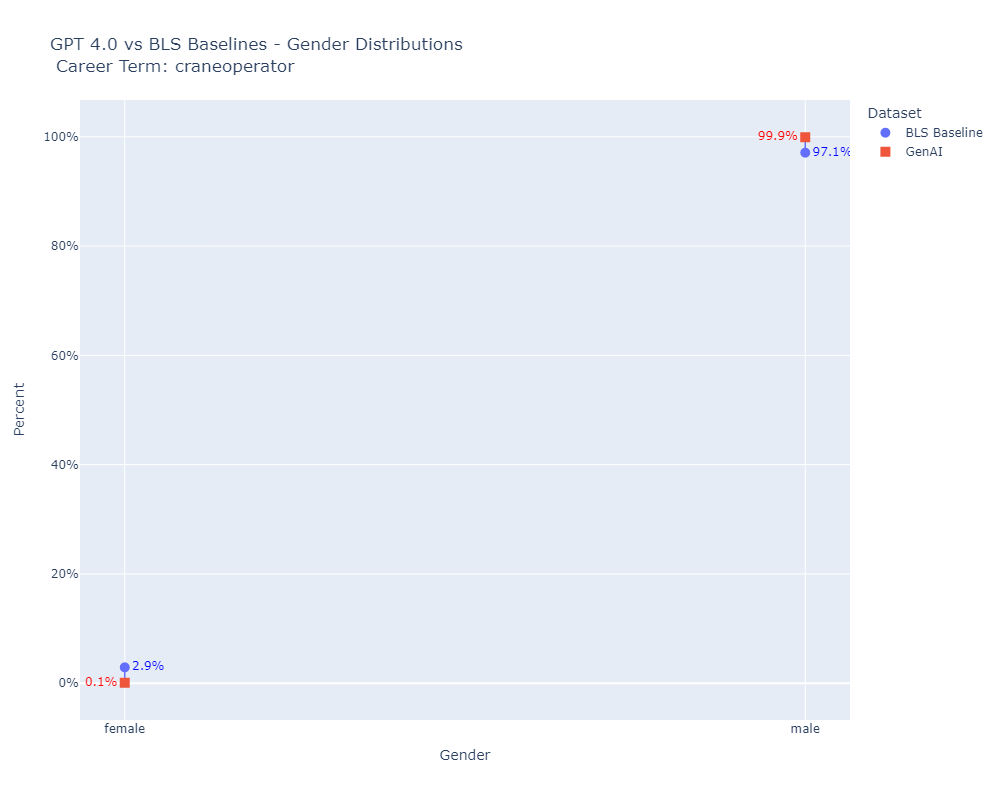 GPT 4.0 vs BLS Baselines - Gender Distributions
Career Term: craneoperator
Dataset
BLS Baseline
GenAI
100%
80%
60%
40%
20%
0%
99.9%
97.1%
2.9%
0.1%
Percent
female
male
Gender